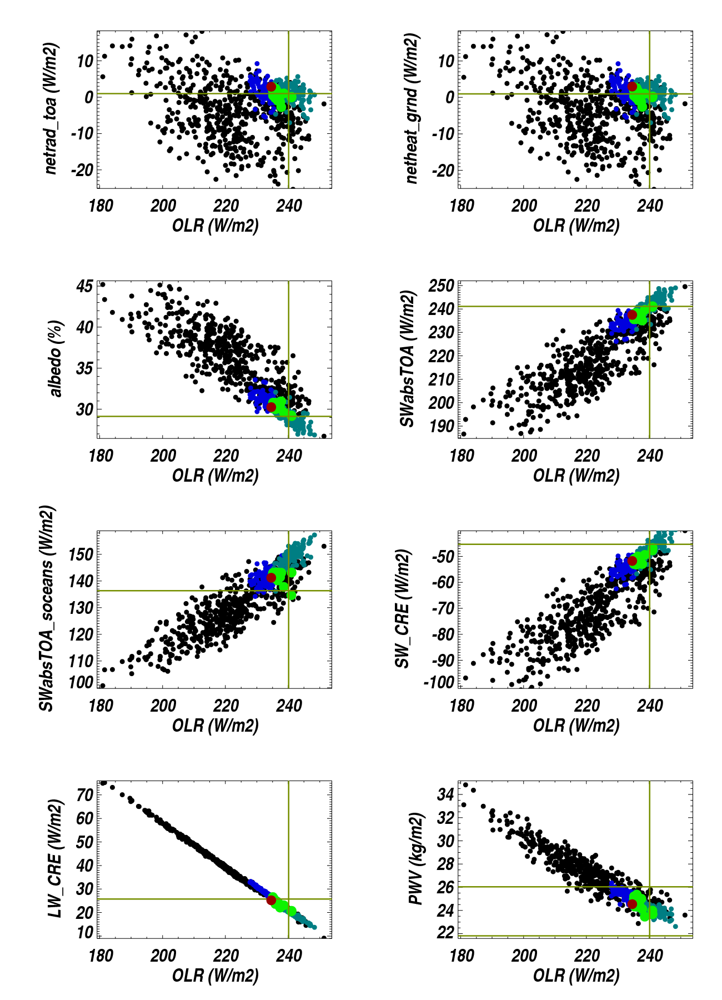 netrad_toa (W/m2)
10
0
-10
-20
180 200 220 240
OLR (W/m2)
netheat_grnd (W/m2)
10
0
-10
-20
180 200 220 240
OLR (W/m2)
albedo (%)
45
40
35
30
180 200 220 240
OLR (W/m2)
SWabsTOA (W/m2)
250
240
230
220
210
200
190
180 200 220 240
OLR (W/m2)
SWabsTOA_soceans (W/m2)
150
140
130
120
110
100
180 200 220 240
OLR (W/m2)
SW_CRE (W/m2)
-50
-60
-70
-80
-90
-100
180 200 220 240
OLR (W/m2)
LW_CRE (W/m2)
70
60
50
40
30
20
10
180 200 220 240
OLR (W/m2)
PWV (kg/m2)
34
32
30
28
26
24
22
180 200 220 240
OLR (W/m2)